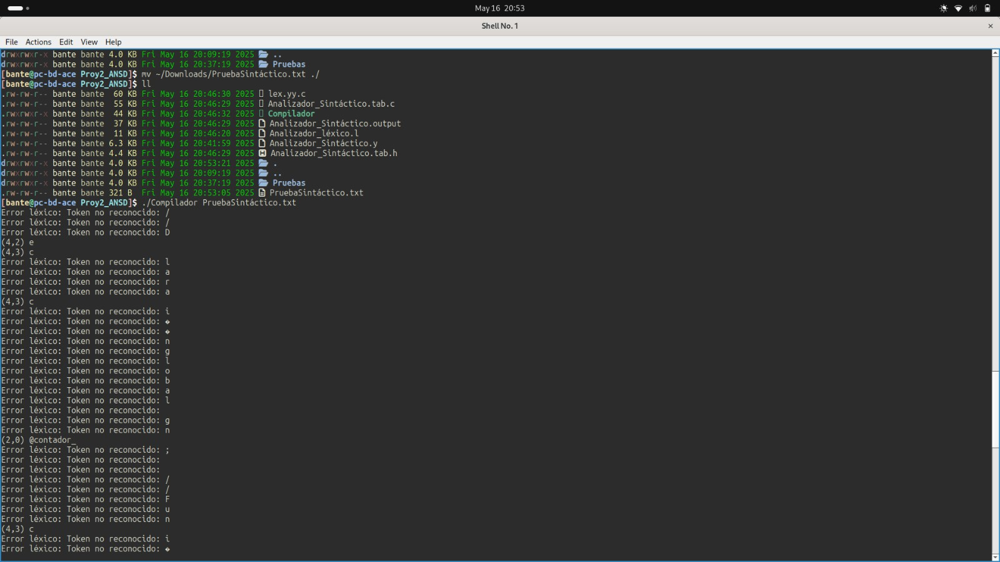 May 16 20:53
Shell No. 1
File Actions Edit View Help
drwxrwxr-x bante bante 4.0 KB Fri May 16 20:09:19 2025 ..
drwxrwxr-x bante bante 4.0 KB Fri May 16 20:37:19 2025 Pruebas
[bante@pc-bd-ace Proy2_ANSD]$ mv ~/Downloads/PruebaSintáctico.txt ./
[bante@pc-bd-ace Proy2_ANSD]$ ll
.rw-rw-r-- bante bante 60 KB Fri May 16 20:46:30 2025 lex.yy.c
.rw-rw-r-- bante bante 55 KB Fri May 16 20:46:29 2025 Analizador_Sintáctico.tab.c
.rwxrwxr-x bante bante 44 KB Fri May 16 20:46:32 2025 Compilador
.rw-rw-r-- bante bante 37 KB Fri May 16 20:46:29 2025 Analizador_Sintáctico.output
.rw-rw-r-- bante bante 11 KB Fri May 16 20:46:20 2025 Analizador_léxico.l
.rw-rw-r-- bante bante 6.3 KB Fri May 16 20:41:59 2025 Analizador_Sintáctico.y
.rw-rw-r-- bante bante 4.4 KB Fri May 16 20:46:29 2025 Analizador_Sintáctico.tab.h
drwxrwxr-x bante bante 4.0 KB Fri May 16 20:53:21 2025 .
drwxrwxr-x bante bante 4.0 KB Fri May 16 20:09:19 2025 ..
drwxrwxr-x bante bante 4.0 KB Fri May 16 20:37:19 2025 Pruebas
.rw-rw-r-- bante bante 321 B Fri May 16 20:53:05 2025 PruebaSintáctico.txt
[bante@pc-bd-ace Proy2_ANSD]$ ./Compilador PruebaSintáctico.txt
Error léxico: Token no reconocido: /
Error léxico: Token no reconocido: /
Error léxico: Token no reconocido: D
(4,2) e
(4,3) c
Error léxico: Token no reconocido: l
Error léxico: Token no reconocido: a
Error léxico: Token no reconocido: r
Error léxico: Token no reconocido: a
(4,3) c
Error léxico: Token no reconocido: i
Error léxico: Token no reconocido: �
Error léxico: Token no reconocido: �
Error léxico: Token no reconocido: n
Error léxico: Token no reconocido: g
Error léxico: Token no reconocido: l
Error léxico: Token no reconocido: o
Error léxico: Token no reconocido: b
Error léxico: Token no reconocido: a
Error léxico: Token no reconocido: l
Error léxico: Token no reconocido:
Error léxico: Token no reconocido: g
Error léxico: Token no reconocido: n
(2,0) @contador_
Error léxico: Token no reconocido: ;
Error léxico: Token no reconocido:
Error léxico: Token no reconocido:
Error léxico: Token no reconocido: /
Error léxico: Token no reconocido: /
Error léxico: Token no reconocido: F
Error léxico: Token no reconocido: u
Error léxico: Token no reconocido: n
(4,3) c
Error léxico: Token no reconocido: i
Error léxico: Token no reconocido: �